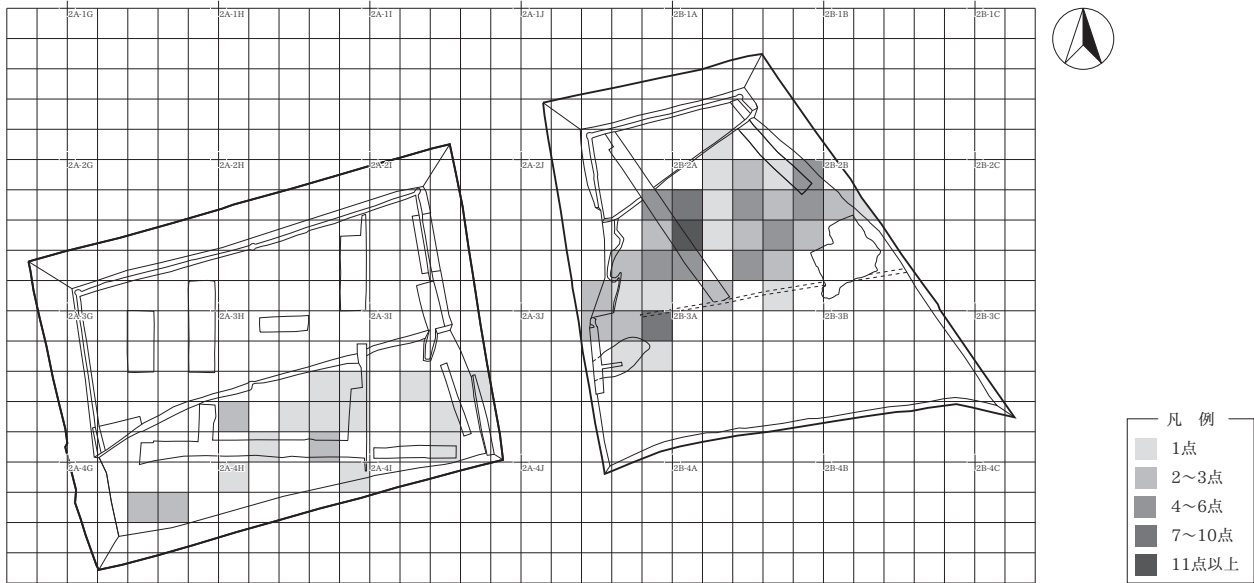 2A-1G 2A-1H 2A-1I 2A-1J 2B-1A 2B-1B 2B-1C
2A-2G 2A-2H 2A-2I 2A-2J 2B-2A 2B-2B 2B-2C
2A-3G 2A-3H 2A-3I 2A-3J 2B-3A 2B-3B 2B-3C
2A-4G 2A-4H 2A-4I 2A-4J 2B-4A 2B-4B 2B-4C
凡 例
1点
2～3点
4～6点
7～10点
11点以上